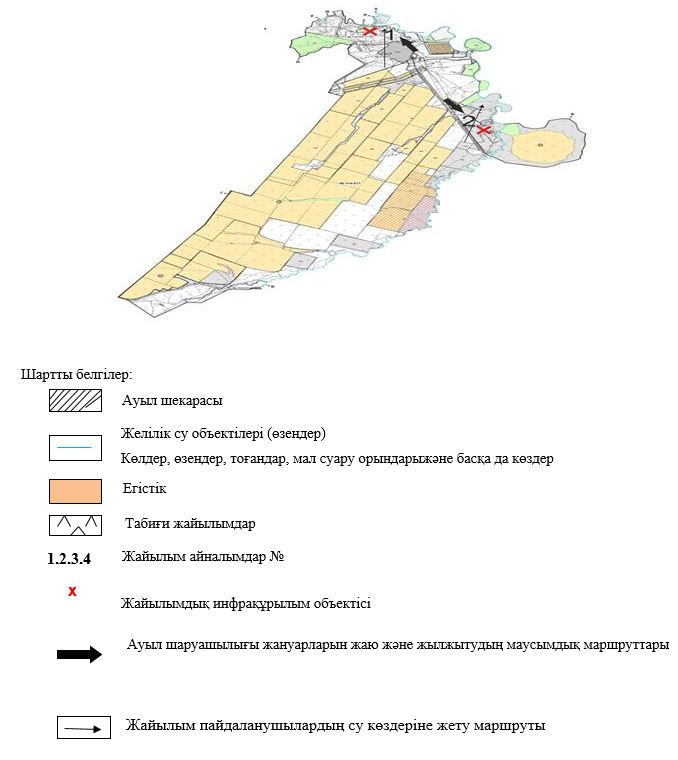 1
2
Шартты белгілер:
Ауыл шекарасы
Желілік су объектілері (өзендер)
Көлдер, өзендер, тоғандар, мал суару орындарыжәне басқа да көздер
Егістік
Табиғи жайылымдар
1.2.3.4 Жайылым айналымдар №
х Жайылымдық инфрақұрылым объектісі
Ауыл шаруашылығы жануарларын жаю және жылжытудың маусымдық маршруттары
Жайылым пайдаланушылардың су көздеріне жету маршруты